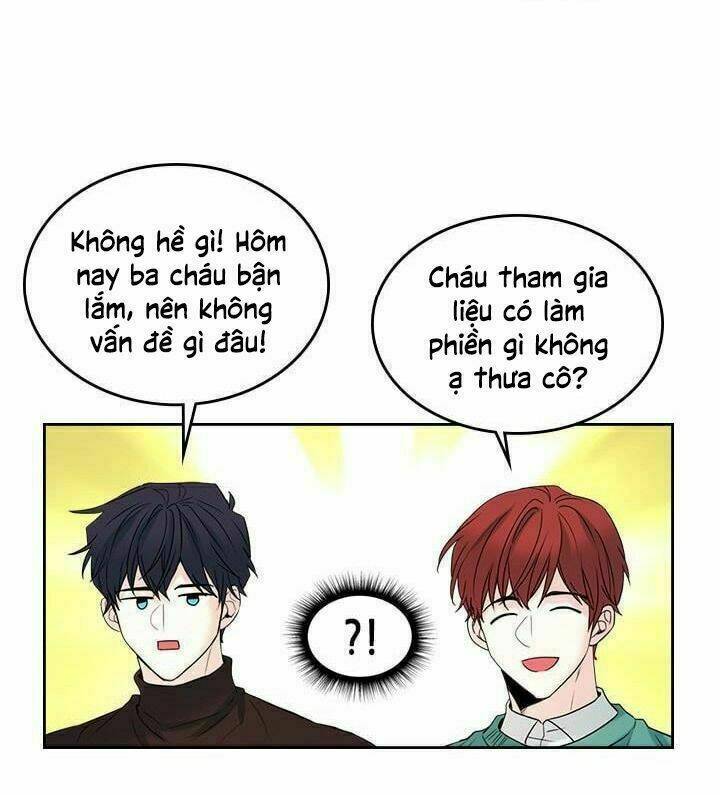 Không hề gì! Hôm
nay ba cháu bận
lắm, nên không
vấn đề gì đâu!
Cháu tham gia
liệu có làm
phiền gì không
ạ thưa cô?
?!